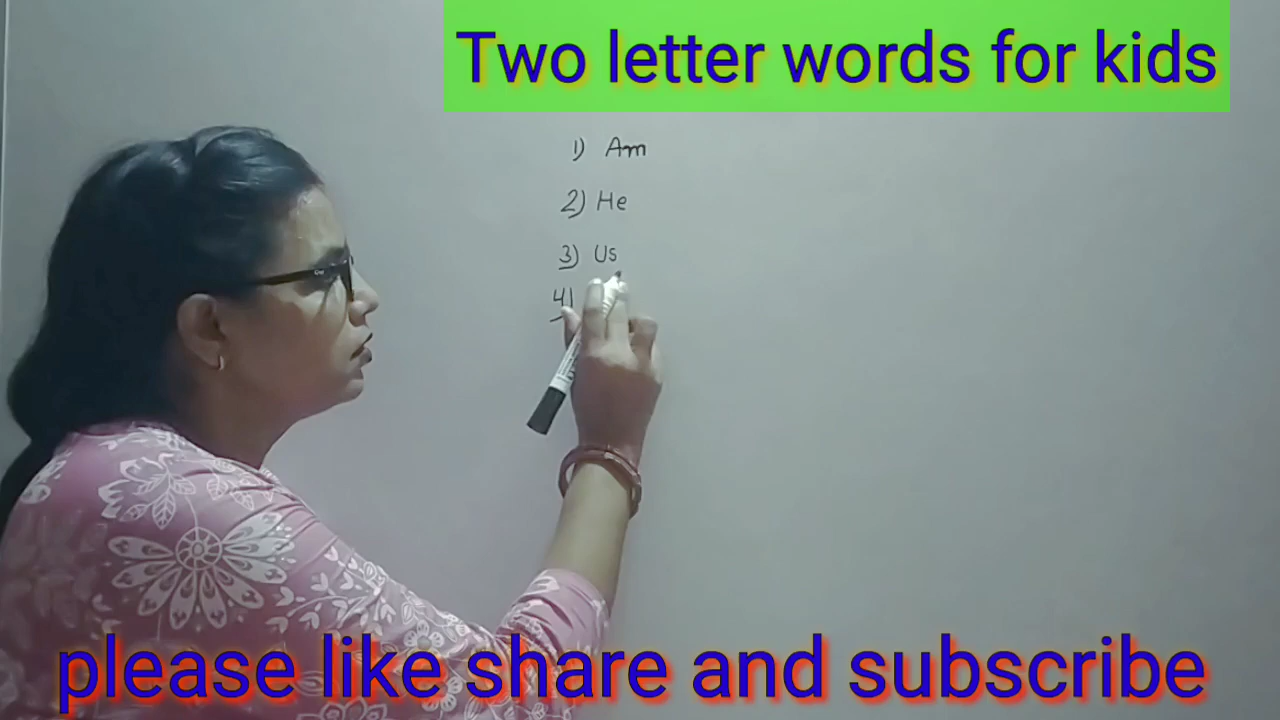 Two letter words for kids
1) Am
2) He
3) Us
4)
please like share and subscribe